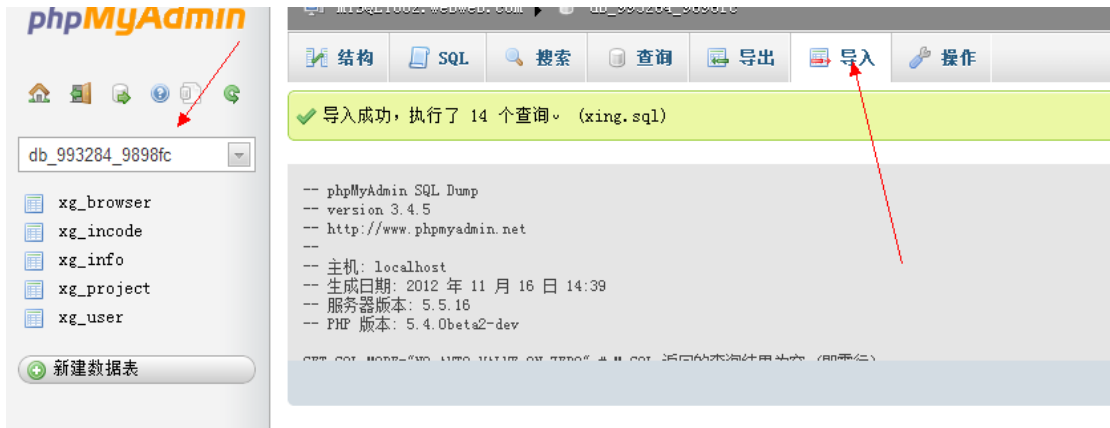 phpMyAdmin
db_993284_9898fc
结构
SQL
搜索
查询
导出
导入
操作
导入成功，执行了 14 个查询。 (xing.sql)
db_993284_9898fc
xg_browser
xg_incode
xg_info
xg_project
xg_user
新建数据表
-- phpMyAdmin SQL Dump
-- version 3.4.5
-- http://www.phpmyadmin.net
--
-- 主机: localhost
-- 生成日期: 2012 年 11 月 16 日 14:39
-- 服务器版本: 5.5.16
-- PHP 版本: 5.4.0beta2-dev